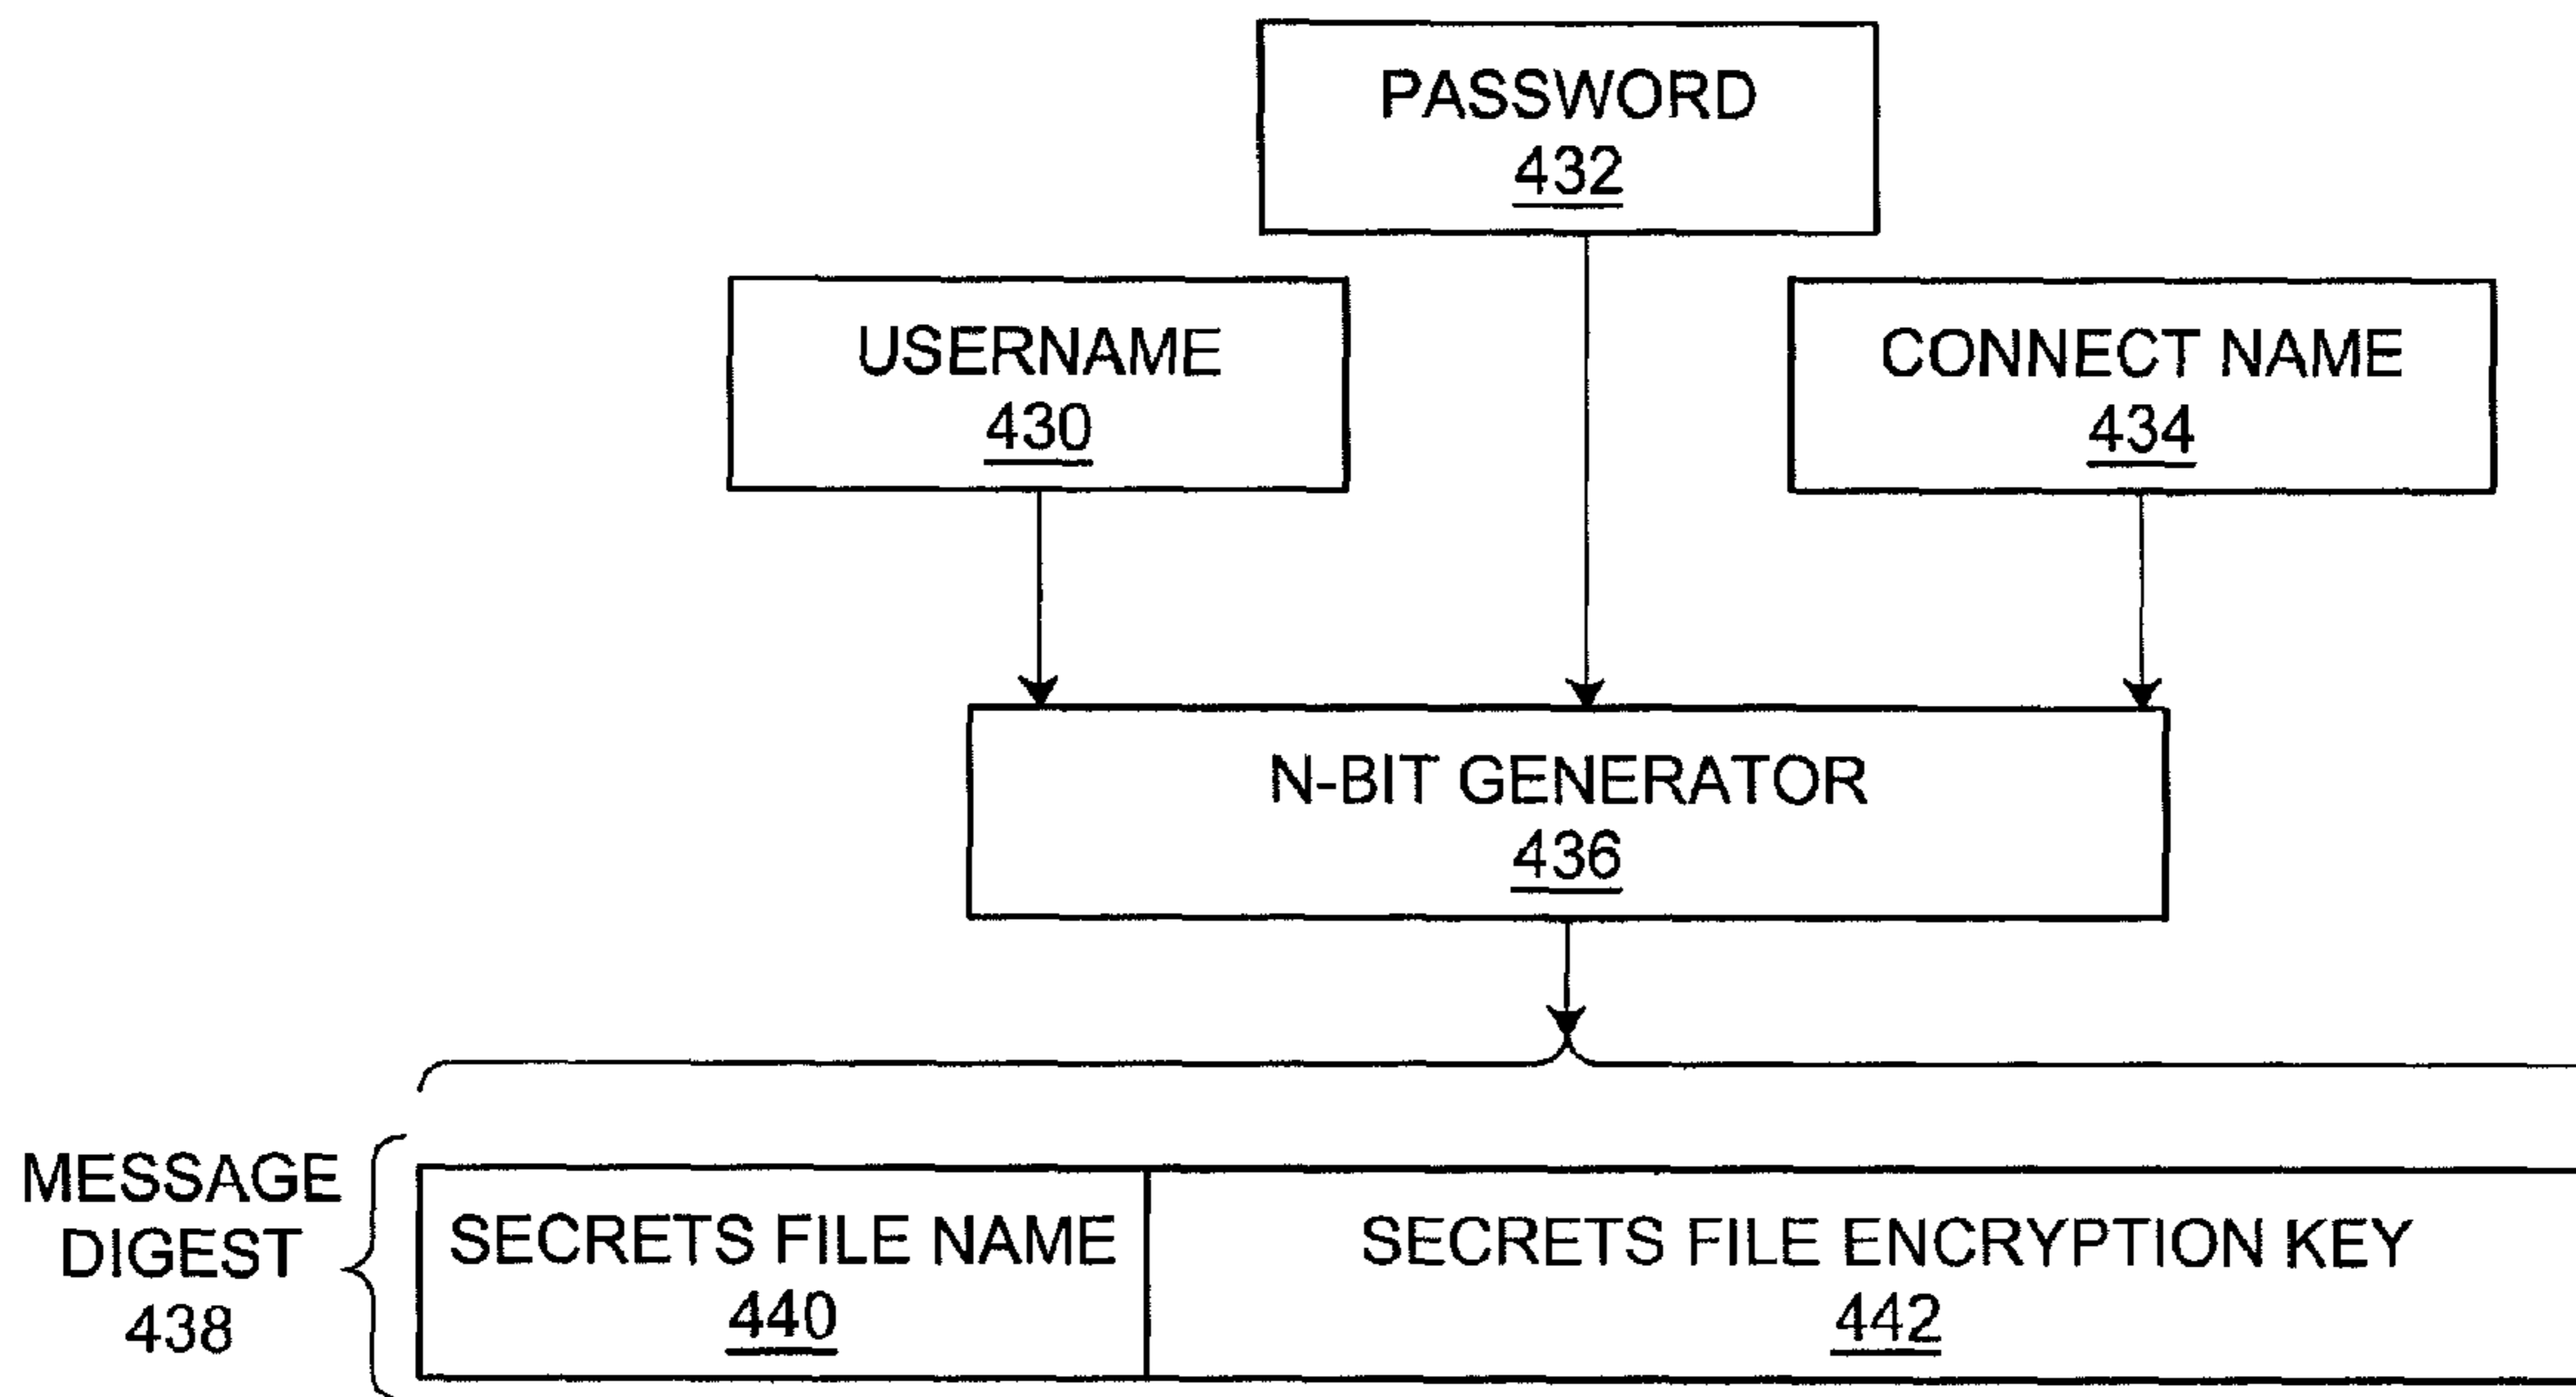 PASSWORD
432
USERNAME
430
CONNECT NAME
434
N-BIT GENERATOR
436
MESSAGE
DIGEST
438
SECRETS FILE NAME
440
SECRETS FILE ENCRYPTION KEY
442